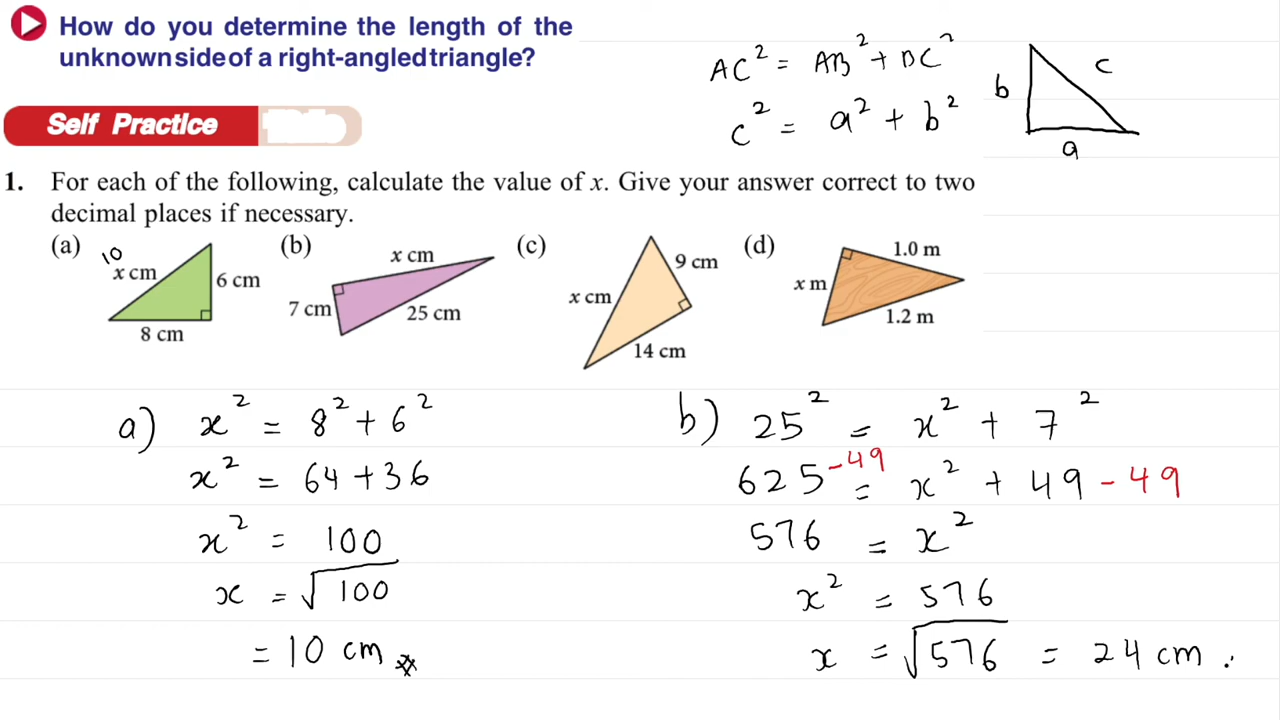 How do you determine the length of the
unknown side of a right-angled triangle?
AC² = AB² + BC²
c² = a² + b²
b
c
a
Self Practice
1. For each of the following, calculate the value of x. Give your answer correct to two
decimal places if necessary.
(a)
10
x cm
6 cm
8 cm
(b)
x cm
7 cm
25 cm
(c)
9 cm
x cm
14 cm
(d)
1.0 m
x m
1.2 m
a) x² = 8² + 6²
x² = 64 + 36
x² = 100
x = √100
= 10 cm
b) 25² = x² + 7²
625 - 49 = x² + 49 - 49
576 = x²
x² = 576
x = √576 = 24 cm